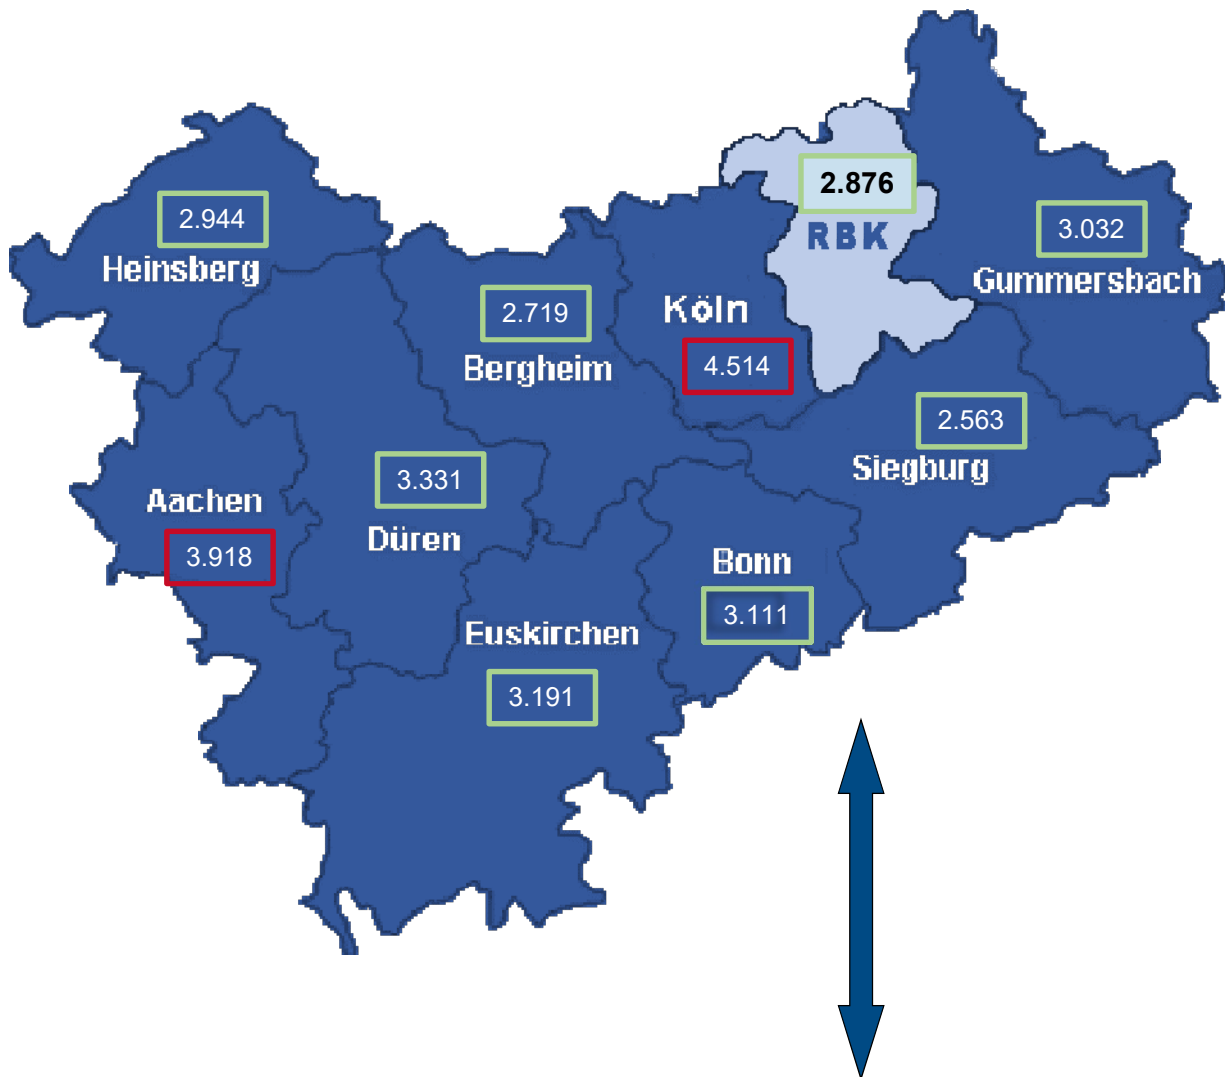 2.876
RBK
2.944
Heinsberg
3.032
Gummersbach
2.719
Bergheim
Köln
4.514
2.563
Siegburg
3.331
Düren
Aachen
3.918
Bonn
3.111
Euskirchen
3.191